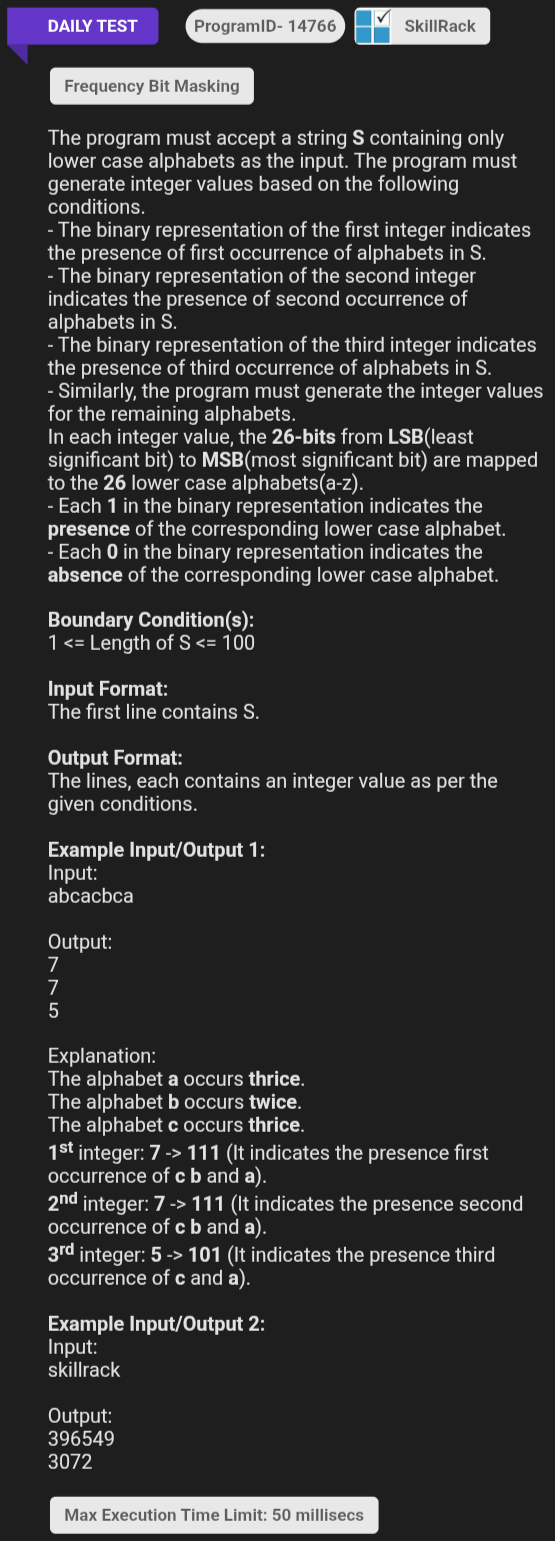 DAILY TEST
ProgramID- 14766
SkillRack
Frequency Bit Masking
The program must accept a string S containing only
lower case alphabets as the input. The program must
generate integer values based on the following
conditions.
- The binary representation of the first integer indicates
the presence of first occurrence of alphabets in S.
- The binary representation of the second integer
indicates the presence of second occurrence of
alphabets in S.
- The binary representation of the third integer indicates
the presence of third occurrence of alphabets in S.
- Similarly, the program must generate the integer values
for the remaining alphabets.
In each integer value, the 26-bits from LSB(least
significant bit) to MSB(most significant bit) are mapped
to the 26 lower case alphabets(a-z).
- Each 1 in the binary representation indicates the
presence of the corresponding lower case alphabet.
- Each 0 in the binary representation indicates the
absence of the corresponding lower case alphabet.
Boundary Condition(s):
1 <= Length of S <= 100
Input Format:
The first line contains S.
Output Format:
The lines, each contains an integer value as per the
given conditions.
Example Input/Output 1:
Input:
abcacbca
Output:
7
7
5
Explanation:
The alphabet a occurs thrice.
The alphabet b occurs twice.
The alphabet c occurs thrice.
1st integer: 7 -> 111 (It indicates the presence first
occurrence of c b and a).
2nd integer: 7 -> 111 (It indicates the presence second
occurrence of c b and a).
3rd integer: 5 -> 101 (It indicates the presence third
occurrence of c and a).
Example Input/Output 2:
Input:
skillrack
Output:
396549
3072
Max Execution Time Limit: 50 millisecs